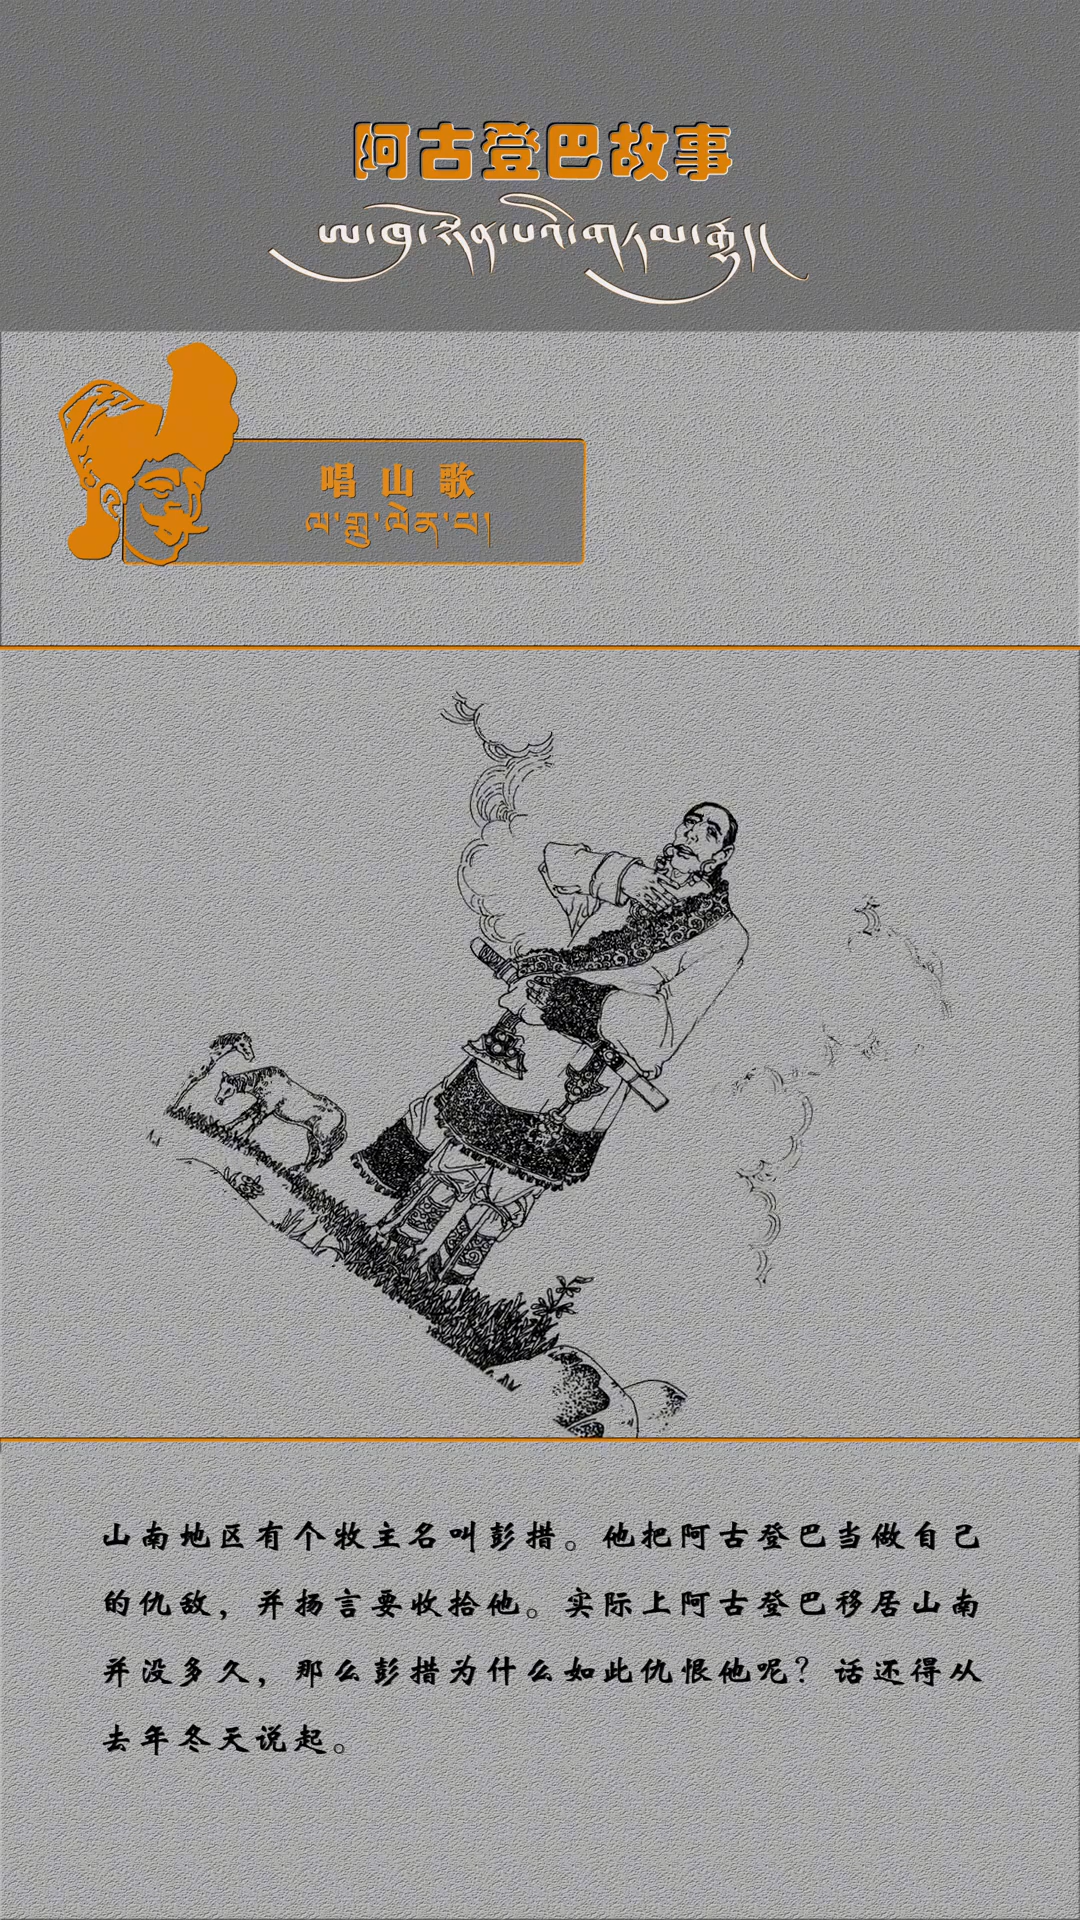 阿古登巴故事
ཨ་ཁུ་སྟོན་པའི་གཏམ་རྒྱུད།།
唱山歌
ལ་གླུ་ལེན་པ།
山南地区有个牧主名叫彭措。他把阿古登巴当做自己
的仇敌，并扬言要收拾他。实际上阿古登巴移居山南
并没多久，那么彭措为什么如此仇恨他呢？话还得从
去年冬天说起。